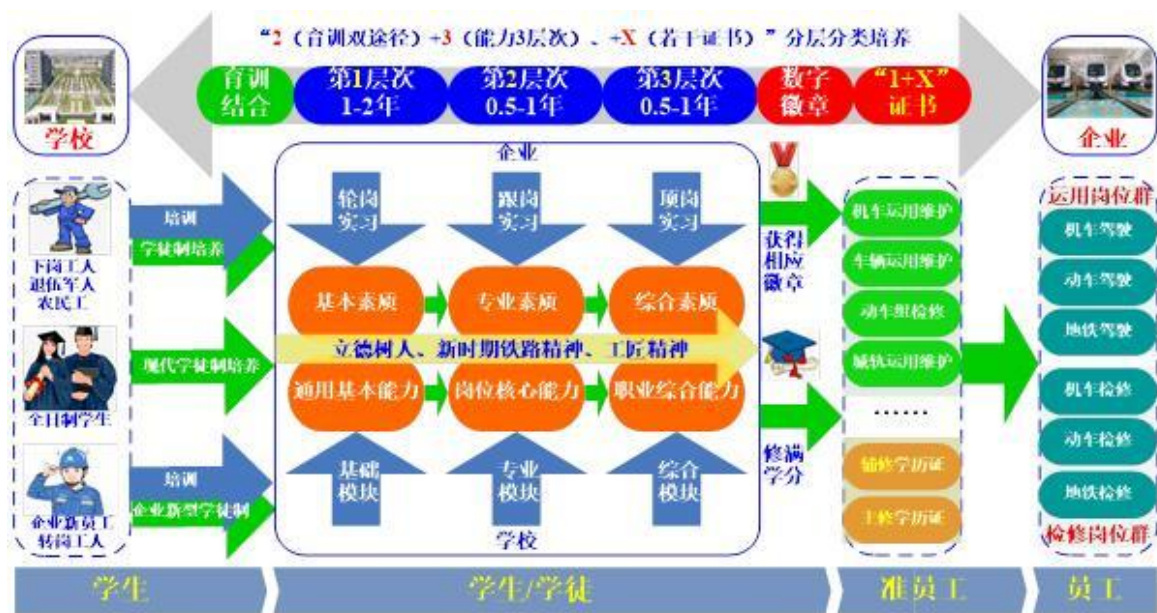 “2（育训双途径）+3（能力3层次）、+X（若干证书）”分层分类培养
育训
结合
第1层次
1-2年
第2层次
0.5-1年
第3层次
0.5-1年
数字
徽章
“1+X”
证书
学校
企业
企业
轮岗
实习
跟岗
实习
顶岗
实习
培训
学徒制培养
下岗工人
退伍军人
农民工
基本素质
专业素质
综合素质
立德树人、新时期铁路精神、工匠精神
现代学徒制培养
全日制学生
通用基本能力
岗位核心能力
职业综合能力
培训
企业新型学徒制
企业新员工
转岗工人
基础
模块
专业
模块
综合
模块
学校
获得
相应
徽章
修满
学分
机车运用维护
车辆运用维护
动车组检修
城轨运用维护
……
辅修学历证
主修学历证
运用岗位群
机车驾驶
动车驾驶
地铁驾驶
机车检修
动车检修
地铁检修
检修岗位群
学生
学生/学徒
准员工
员工